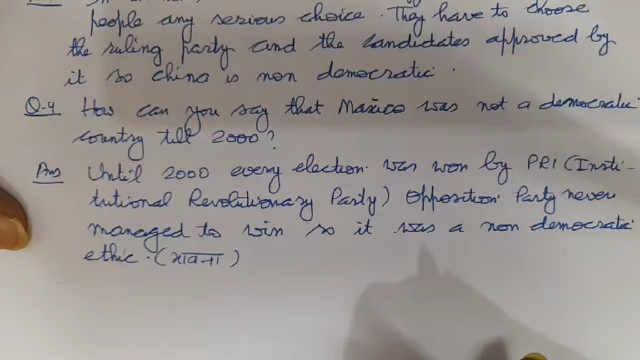 people any serious choice. They have to choose
the ruling party and the candidates approved by
it so china is non democratic.
Q.4 How can you say that Maxico was not a democratic
country till 2000?
Ans Until 2000 every election was won by PRI (Insti-
tutional Revolutionary Party) Opposition Party never
managed to win so it was a non democratic
ethic. (भावना)